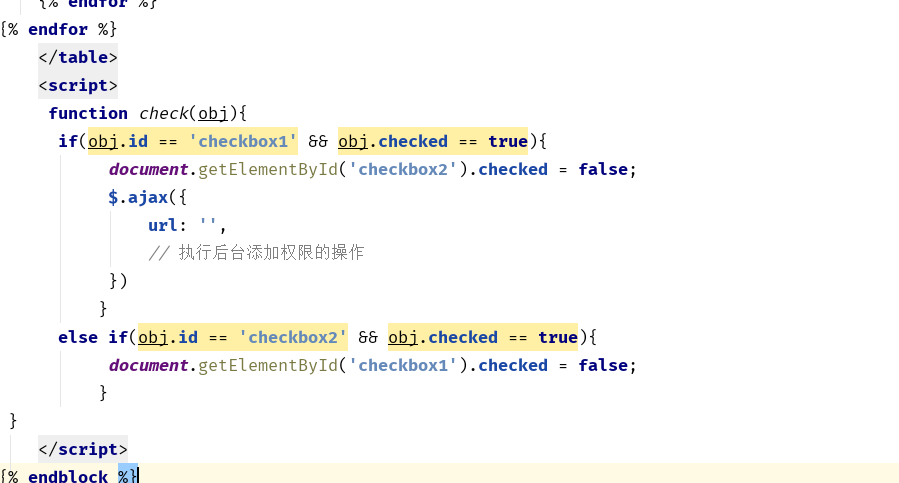 {% endfor %}
{% endfor %}
</table>
<script>
function check(obj){
if(obj.id == 'checkbox1' && obj.checked == true){
document.getElementById('checkbox2').checked = false;
$.ajax({
url: '',
// 执行后台添加权限的操作
})
}
else if(obj.id == 'checkbox2' && obj.checked == true){
document.getElementById('checkbox1').checked = false;
}
}
</script>
{% endblock %}